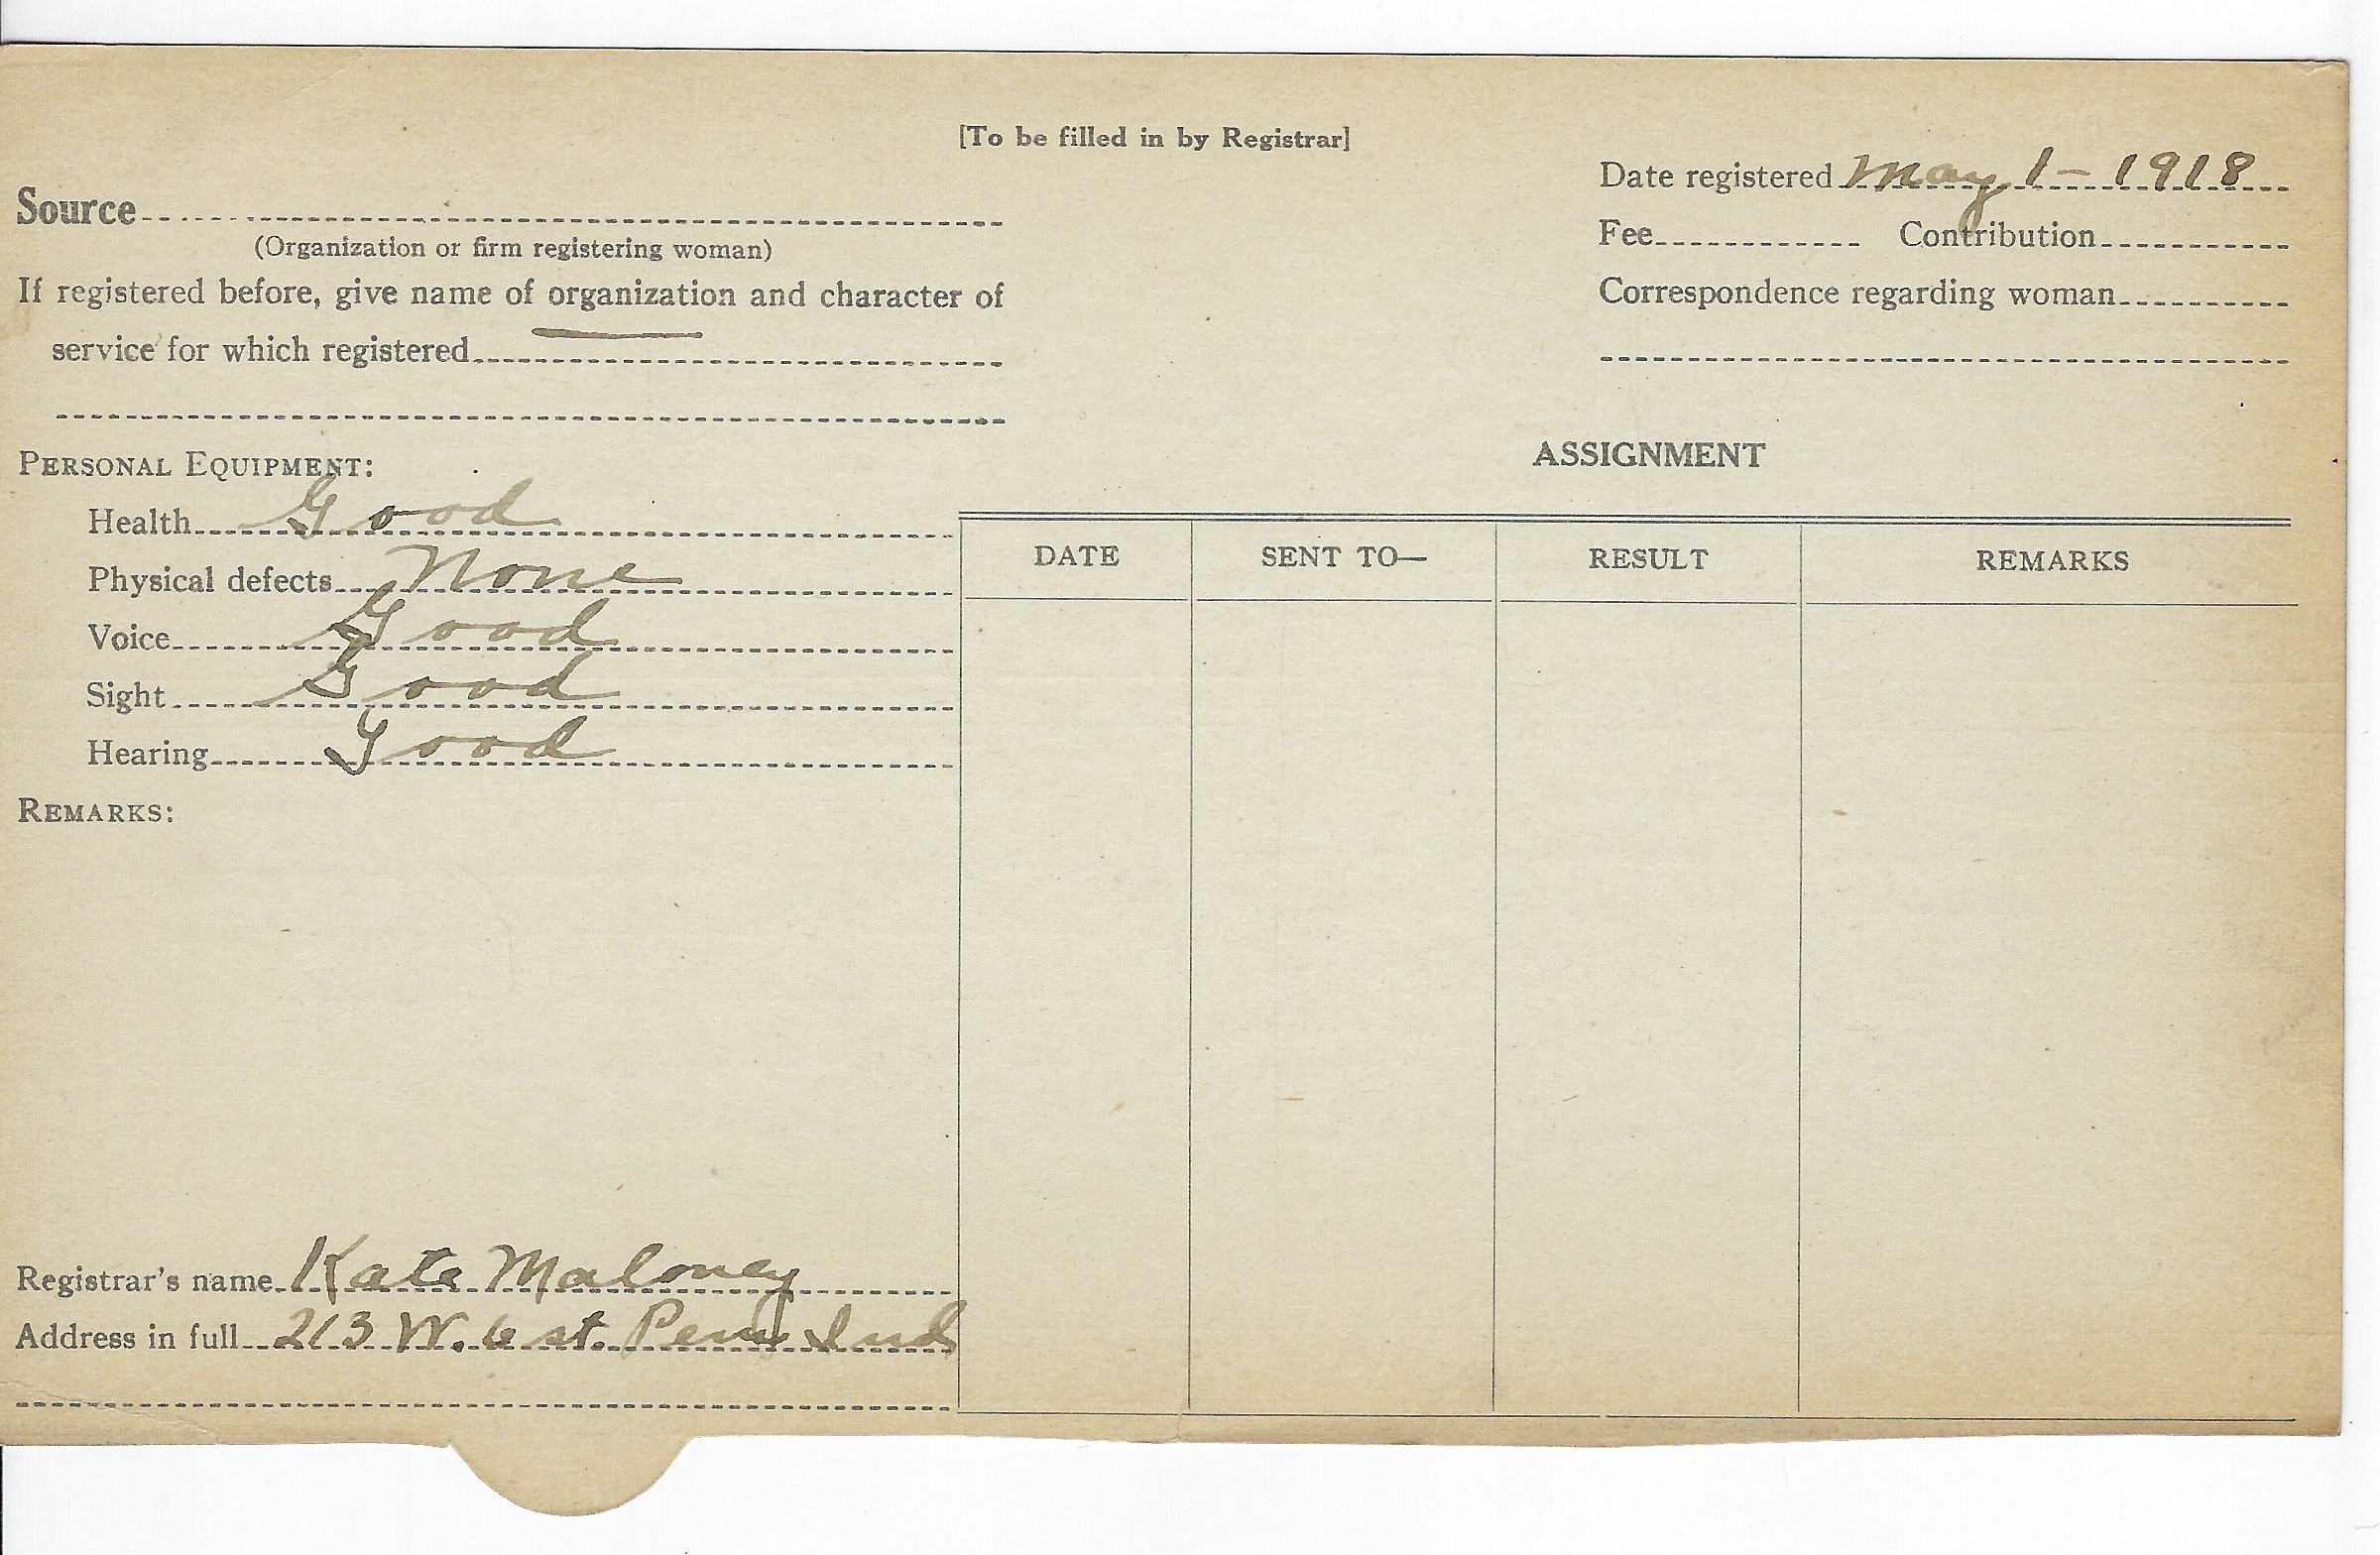 [To be filled in by Registrar]
Date registered May 1 - 1918
Source
(Organization or firm registering woman)
Fee Contribution
If registered before, give name of organization and character of
service for which registered —
Correspondence regarding woman
PERSONAL EQUIPMENT:
Health Good
Physical defects None
Voice Good
Sight Good
Hearing Good
REMARKS:
ASSIGNMENT
DATE SENT TO— RESULT REMARKS
Registrar's name Kate Maloney
Address in full 213 W. 6 st. Peru Ind